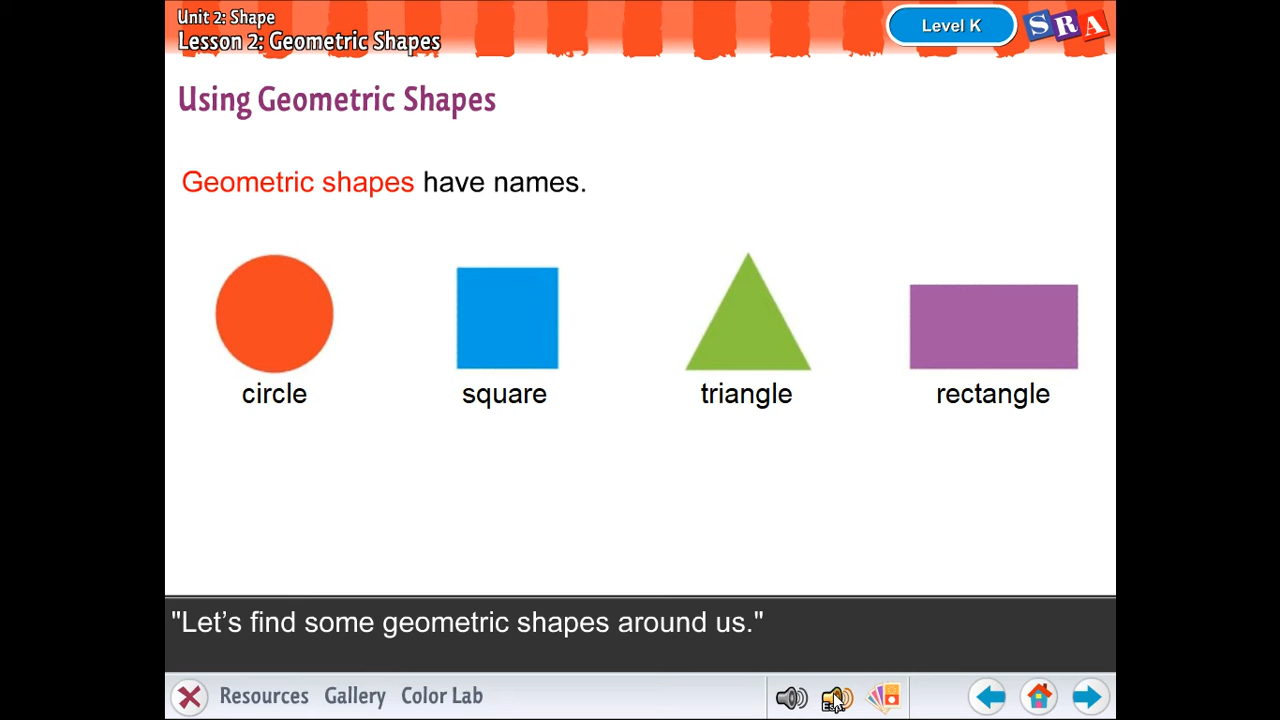 Unit 2: Shape
Lesson 2: Geometric Shapes
Level K
SRA
Using Geometric Shapes
Geometric shapes have names.
circle square triangle rectangle
"Let's find some geometric shapes around us."
Resources Gallery Color Lab